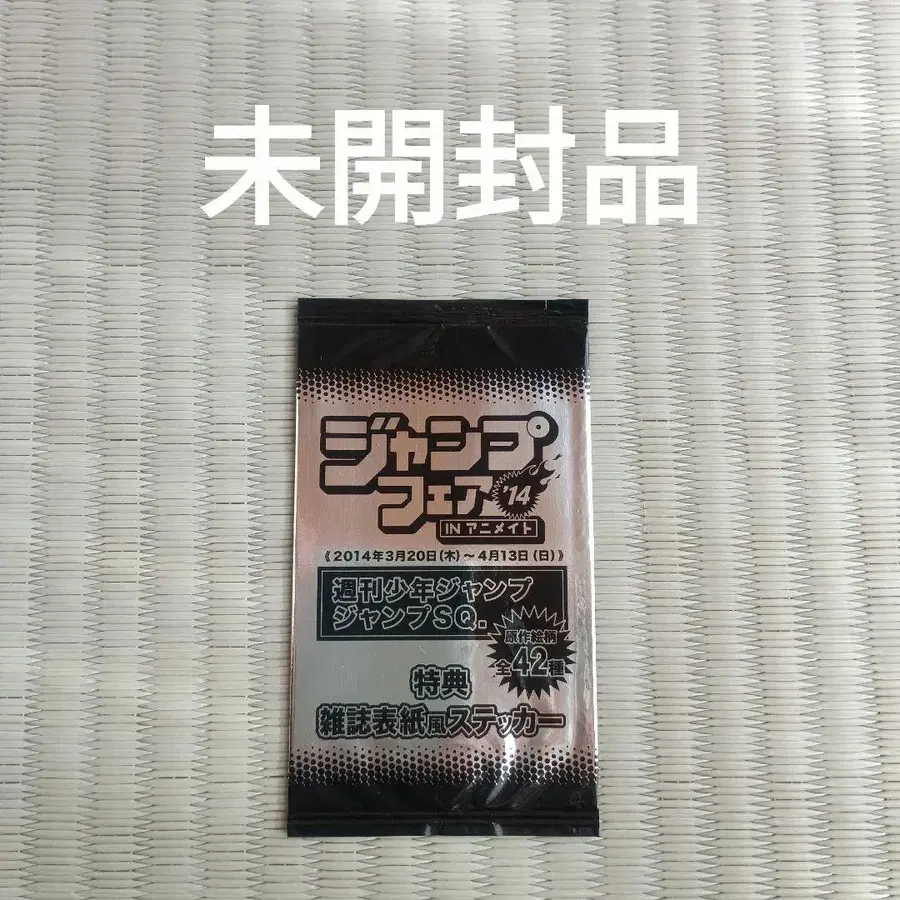 未開封品
ジャンプ
フェア'14
IN アニメイト
《2014年3月20日(木)～4月13日(日)》
週刊少年ジャンプ
ジャンプSQ.
原作絵柄
全42種
特典
雑誌表紙風ステッカー